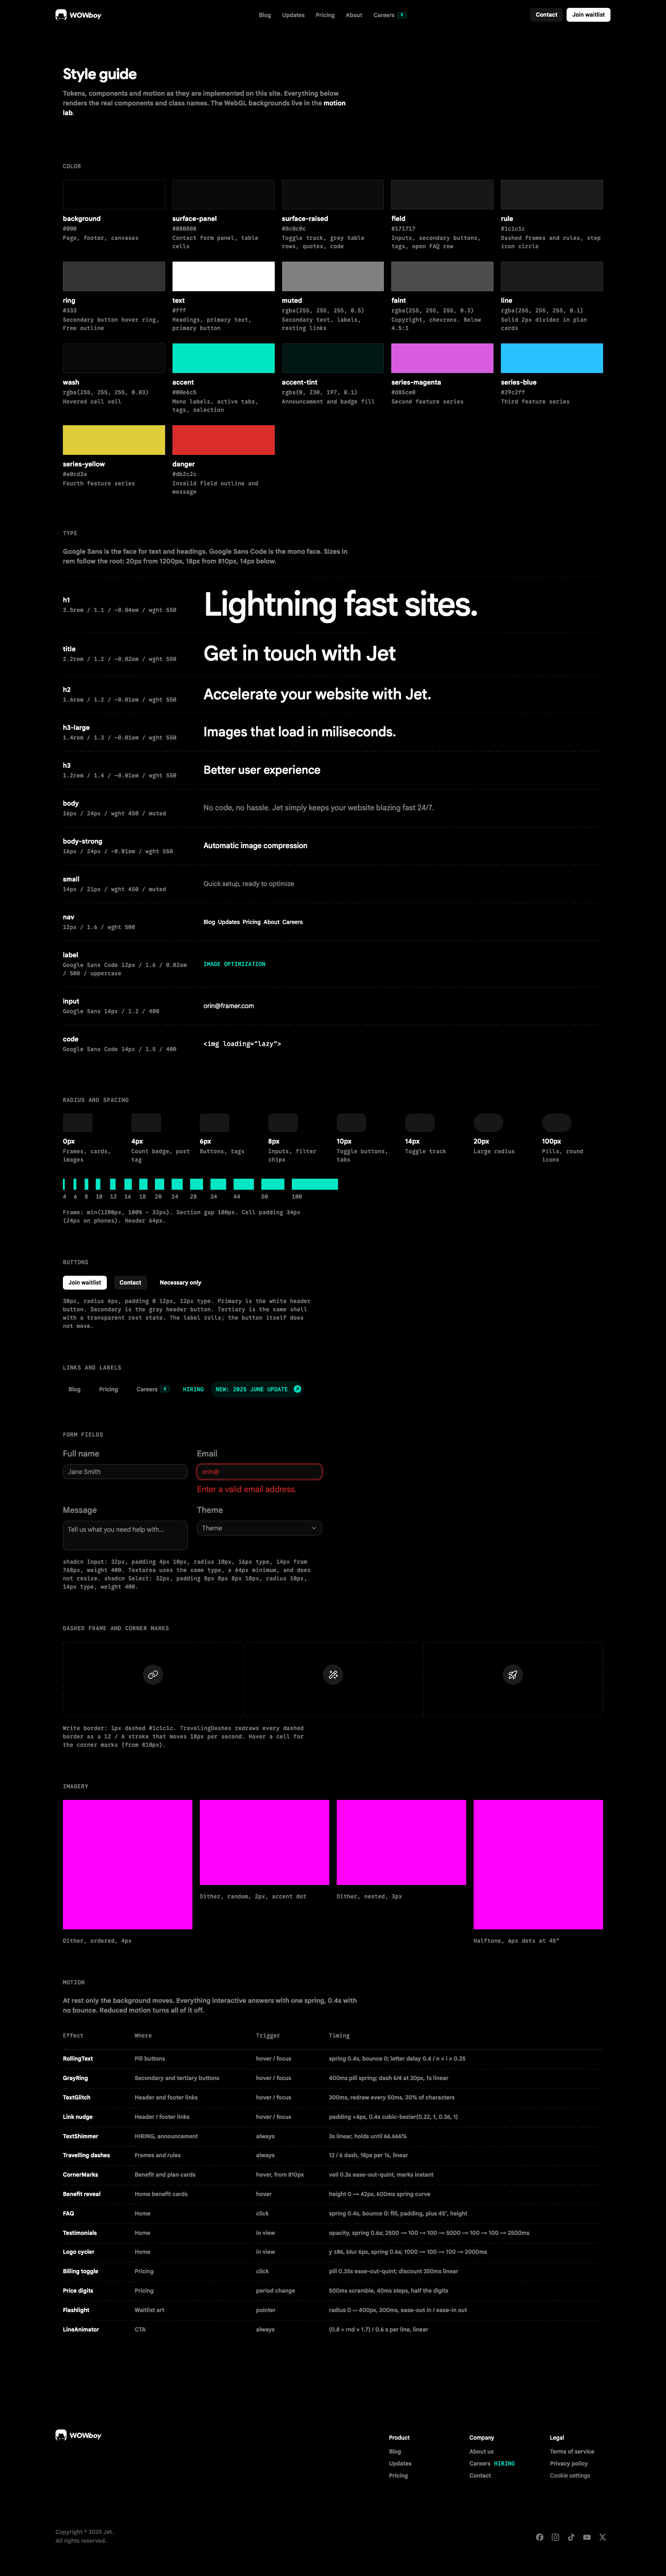 WOWboy
Blog Updates Pricing About Careers 8
Contact Join waitlist
Style guide
Tokens, components and motion as they are implemented on this site. Everything below
renders the real components and class names. The WebGL backgrounds live in the motion
lab.
COLOR
background
#000
Page, footer, canvases
surface-panel
#080808
Contact form panel, table
cells
surface-raised
#0c0c0c
Toggle track, grey table
rows, quotes, code
field
#171717
Inputs, secondary buttons,
tags, open FAQ row
rule
#1c1c1c
Dashed frames and rules, step
icon circle
ring
#333
Secondary button hover ring,
Free outline
text
#fff
Headings, primary text,
primary button
muted
rgba(255, 255, 255, 0.5)
Secondary text, labels,
resting links
faint
rgba(255, 255, 255, 0.3)
Copyright, chevrons. Below
4.5:1
line
rgba(255, 255, 255, 0.1)
Solid 2px divider in plan
cards
wash
rgba(255, 255, 255, 0.03)
Hovered cell veil
accent
#00e6c5
Mono labels, active tabs,
tags, selection
accent-tint
rgba(0, 230, 197, 0.1)
Announcement and badge fill
series-magenta
#d85ce0
Second feature series
series-blue
#29c2ff
Third feature series
series-yellow
#e0cd3a
Fourth feature series
danger
#db2c2c
Invalid field outline and
message
TYPE
Google Sans is the face for text and headings. Google Sans Code is the mono face. Sizes in
rem follow the root: 20px from 1200px, 18px from 810px, 14px below.
h1
3.5rem / 1.1 / −0.04em / wght 550
Lightning fast sites.
title
2.2rem / 1.2 / −0.02em / wght 550
Get in touch with Jet
h2
1.6rem / 1.2 / −0.01em / wght 550
Accelerate your website with Jet.
h3-large
1.4rem / 1.3 / −0.01em / wght 550
Images that load in miliseconds.
h3
1.2rem / 1.4 / −0.01em / wght 550
Better user experience
body
16px / 24px / wght 450 / muted
No code, no hassle. Jet simply keeps your website blazing fast 24/7.
body-strong
16px / 24px / −0.01em / wght 550
Automatic image compression
small
14px / 21px / wght 450 / muted
Quick setup, ready to optimize
nav
12px / 1.6 / wght 500
Blog Updates Pricing About Careers
label
Google Sans Code 12px / 1.6 / 0.02em
/ 500 / uppercase
IMAGE OPTIMIZATION
input
Google Sans 14px / 1.2 / 400
orin@framer.com
code
Google Sans Code 14px / 1.5 / 400
<img loading="lazy">
RADIUS AND SPACING
0px
Frames, cards,
images
4px
Count badge, post
tag
6px
Buttons, tags
8px
Inputs, filter
chips
10px
Toggle buttons,
tabs
14px
Toggle track
20px
Large radius
100px
Pills, round
icons
4 6 8 10 12 16 18 20 24 28 34 44 50 100
Frame: min(1200px, 100% − 32px). Section gap 100px. Cell padding 34px
(24px on phones). Header 64px.
BUTTONS
Join waitlist Contact Necessary only
30px, radius 6px, padding 0 12px, 12px type. Primary is the white header
button. Secondary is the gray header button. Tertiary is the same shell
with a transparent rest state. The label rolls; the button itself does
not move.
LINKS AND LABELS
Blog Pricing Careers 8 HIRING NEW: 2025 JUNE UPDATE
FORM FIELDS
Full name
Jane Smith
Email
orin@
Enter a valid email address.
Message
Tell us what you need help with...
Theme
Theme
shadcn Input: 32px, padding 4px 10px, radius 10px, 16px type, 14px from
768px, weight 400. Textarea uses the same type, a 64px minimum, and does
not resize. shadcn Select: 32px, padding 8px 8px 8px 10px, radius 10px,
14px type, weight 400.
DASHED FRAME AND CORNER MARKS
Write border: 1px dashed #1c1c1c. TravelingDashes redraws every dashed
border as a 12 / 6 stroke that moves 18px per second. Hover a cell for
the corner marks (from 810px).
IMAGERY
Dither, ordered, 4px
Dither, random, 2px, accent dot
Dither, nested, 3px
Halftone, 6px dots at 45°
MOTION
At rest only the background moves. Everything interactive answers with one spring, 0.4s with
no bounce. Reduced motion turns all of it off.
Effect Where Trigger Timing
RollingText Pill buttons hover / focus spring 0.4s, bounce 0; letter delay 0.4 / n × i × 0.25
GrayRing Secondary and tertiary buttons hover / focus 400ms pill spring; dash 6/4 at 30px, 1s linear
TextGlitch Header and footer links hover / focus 300ms, redraw every 50ms, 20% of characters
Link nudge Header / footer links hover / focus padding +4px, 0.4s cubic-bezier(0.22, 1, 0.36, 1)
TextShimmer HIRING, announcement always 3s linear, holds until 66.666%
Travelling dashes Frames and rules always 12 / 6 dash, 18px per 1s, linear
CornerMarks Benefit and plan cards hover, from 810px veil 0.3s ease-out-quint, marks instant
Benefit reveal Home benefit cards hover height 0 → 42px, 600ms spring curve
FAQ Home click spring 0.4s, bounce 0: fill, padding, plus 45°, height
Testimonials Home in view opacity, spring 0.6s; 2500 → 100 → 100 → 5000 → 100 → 100 → 2500ms
Logo cycler Home in view y ±86, blur 6px, spring 0.6s; 1000 → 100 → 100 → 2000ms
Billing toggle Pricing click pill 0.35s ease-out-quint; discount 350ms linear
Price digits Pricing period change 500ms scramble, 40ms steps, half the digits
Flashlight Waitlist art pointer radius 0 ↔ 400px, 300ms, ease-out in / ease-in out
LineAnimator CTA always (0.8 + rnd × 1.7) / 0.6 s per line, linear
WOWboy
Product
Blog
Updates
Pricing
Company
About us
Careers HIRING
Contact
Legal
Terms of service
Privacy policy
Cookie settings
Copyright © 2025 Jet.
All rights reserved.